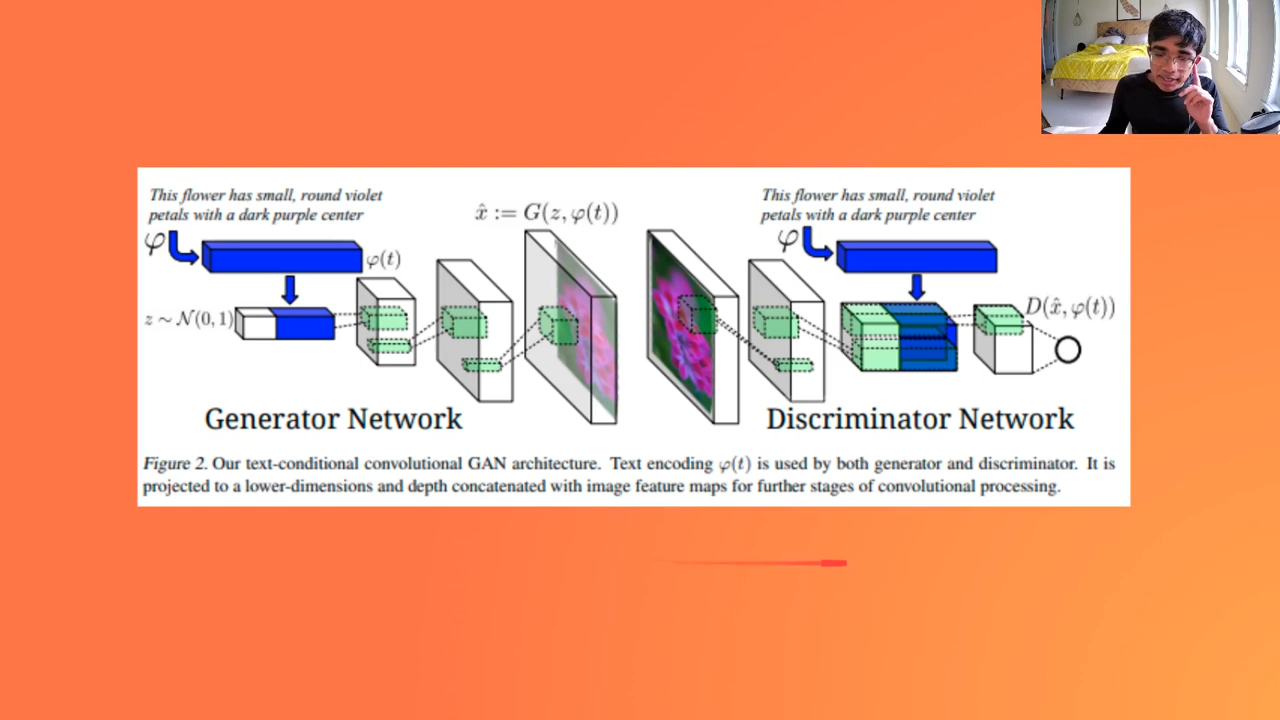 This flower has small, round violet
petals with a dark purple center
φ
φ(t)
z ~ N(0,1)
x̂ := G(z, φ(t))
Generator Network
This flower has small, round violet
petals with a dark purple center
φ
D(x̂, φ(t))
Discriminator Network
Figure 2. Our text-conditional convolutional GAN architecture. Text encoding φ(t) is used by both generator and discriminator. It is
projected to a lower-dimensions and depth concatenated with image feature maps for further stages of convolutional processing.